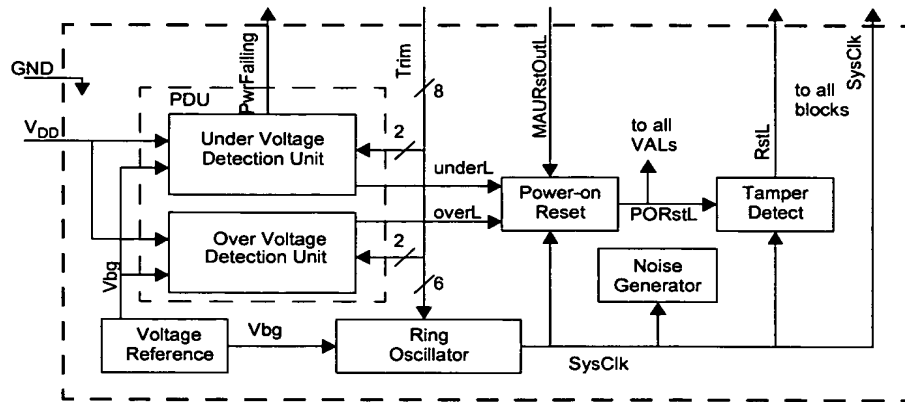 GND
VDD
PDU
PwrFailing
Trim
8
MAURstOutL
RstL
to all
blocks
SysClk
Under Voltage
Detection Unit
2
underL
to all
VALs
Power-on
Reset
PORstL
Tamper
Detect
overL
Over Voltage
Detection Unit
2
Vbg
6
Noise
Generator
Voltage
Reference
Vbg
Ring
Oscillator
SysClk